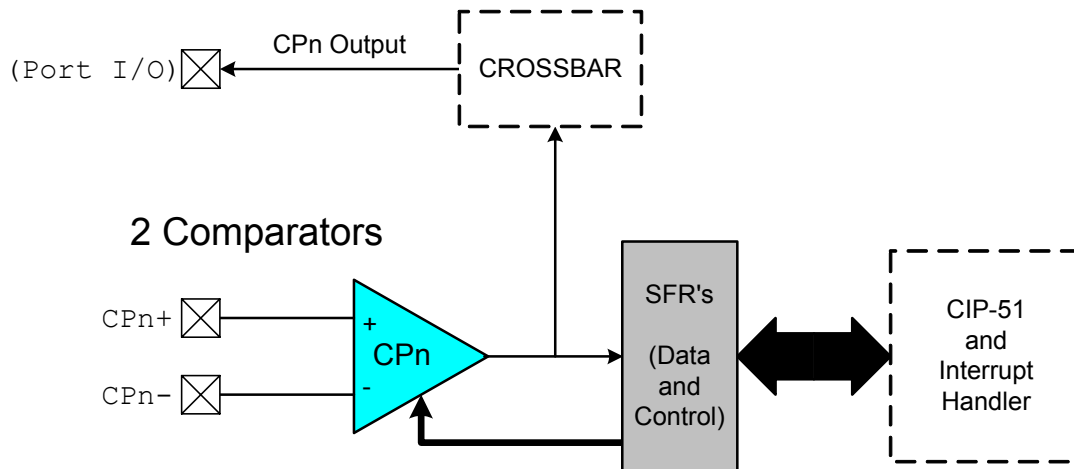 CPn Output
(Port I/O)
CROSSBAR
2 Comparators
CPn+
+
CPn
CPn-
-
SFR's
(Data
and
Control)
CIP-51
and
Interrupt
Handler